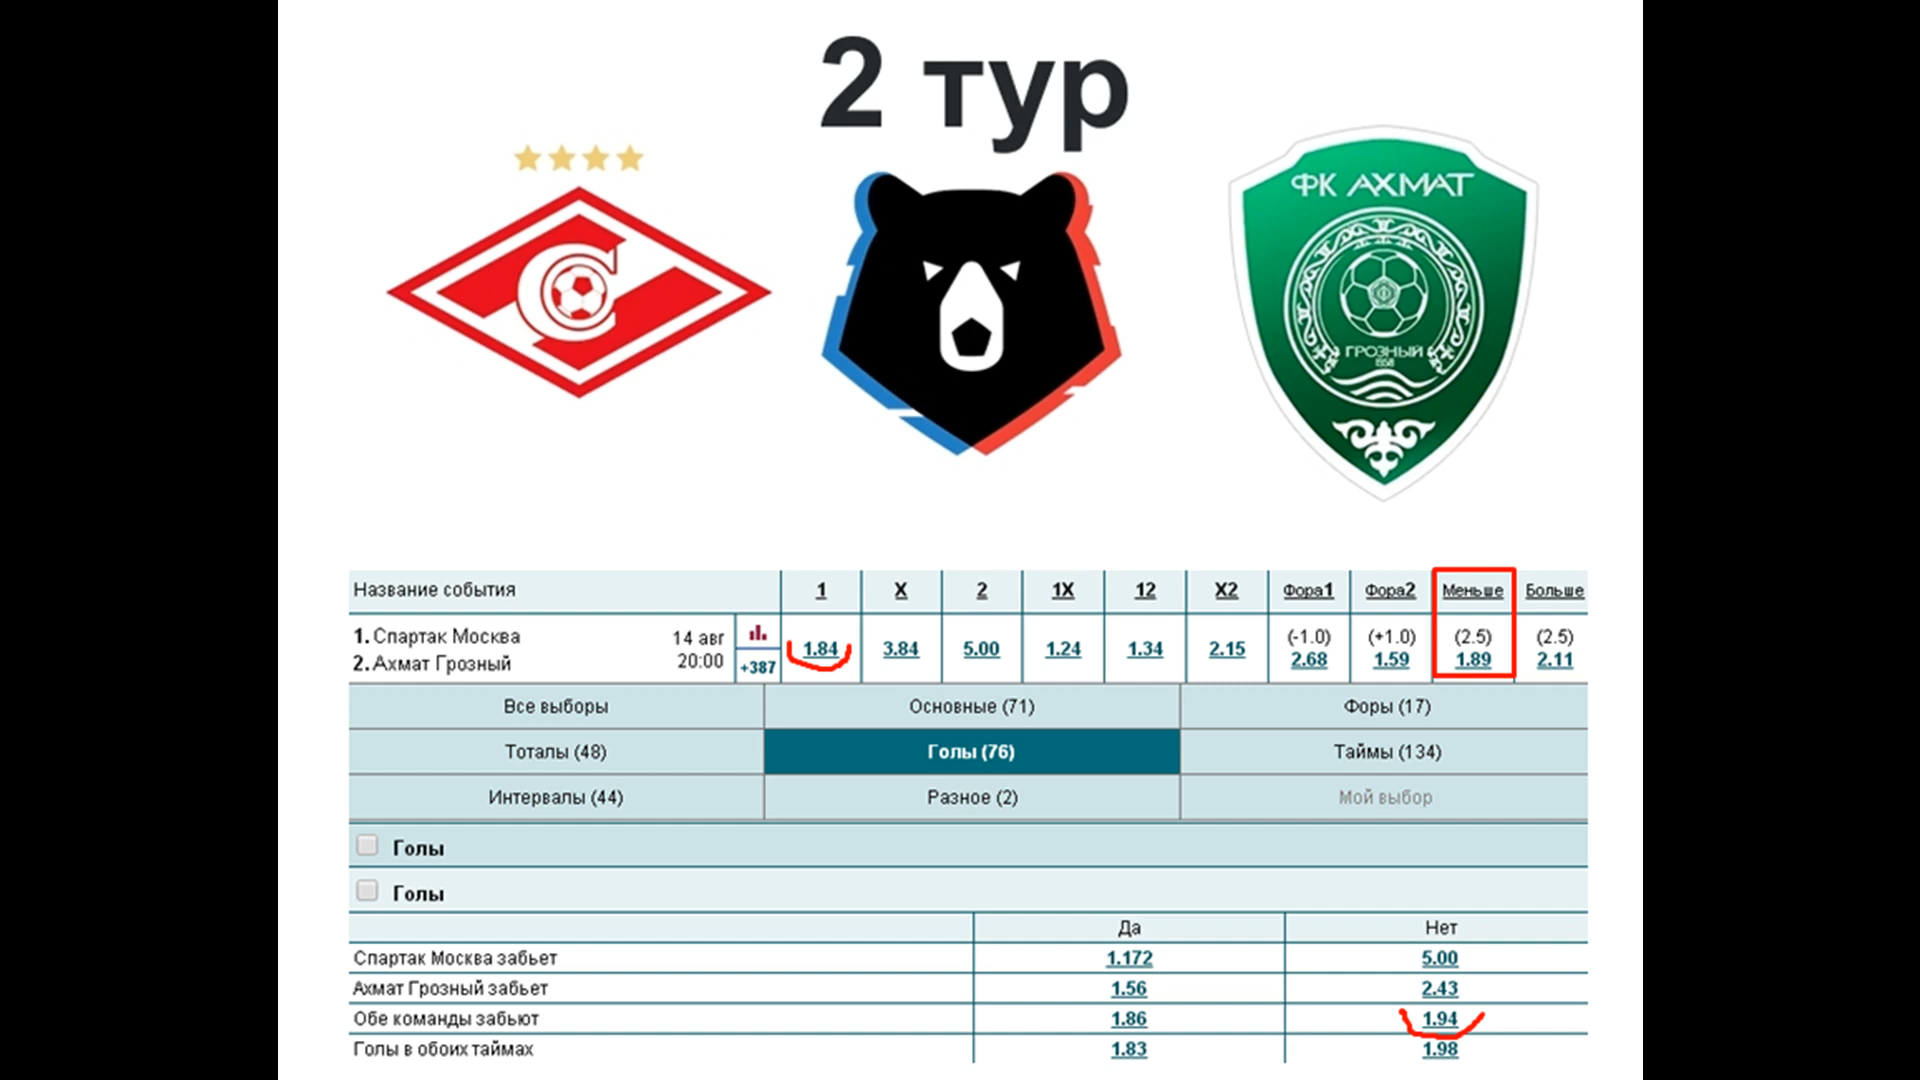 2 тур
ФК АХМАТ
ГРОЗНЫЙ
С
Название события 1 X 2 1X 12 X2 Фора1 Фора2 Меньше Больше
1. Спартак Москва 14 авг (-1.0) (+1.0) (2.5) (2.5)
2. Ахмат Грозный 20:00 +387 1.84 3.84 5.00 1.24 1.34 2.15 2.68 1.59 1.89 2.11
Все выборы Основные (71) Форы (17)
Тоталы (48) Голы (76) Таймы (134)
Интервалы (44) Разное (2) Мой выбор
Голы
Голы
Да Нет
Спартак Москва забьет 1.172 5.00
Ахмат Грозный забьет 1.56 2.43
Обе команды забьют 1.86 1.94
Голы в обоих таймах 1.83 1.98